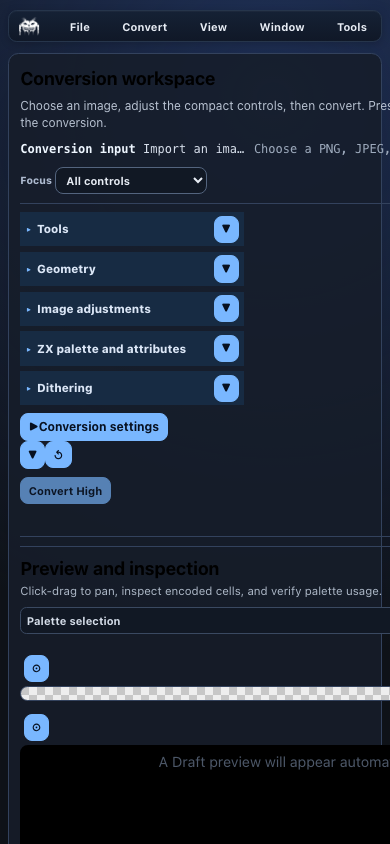 File Convert View Window Tools
Conversion workspace
Choose an image, adjust the compact controls, then convert. Pres
the conversion.
Conversion input Import an ima… Choose a PNG, JPEG,
Focus All controls
Tools
Geometry
Image adjustments
ZX palette and attributes
Dithering
Conversion settings
Convert High
Preview and inspection
Click-drag to pan, inspect encoded cells, and verify palette usage.
Palette selection
A Draft preview will appear automa